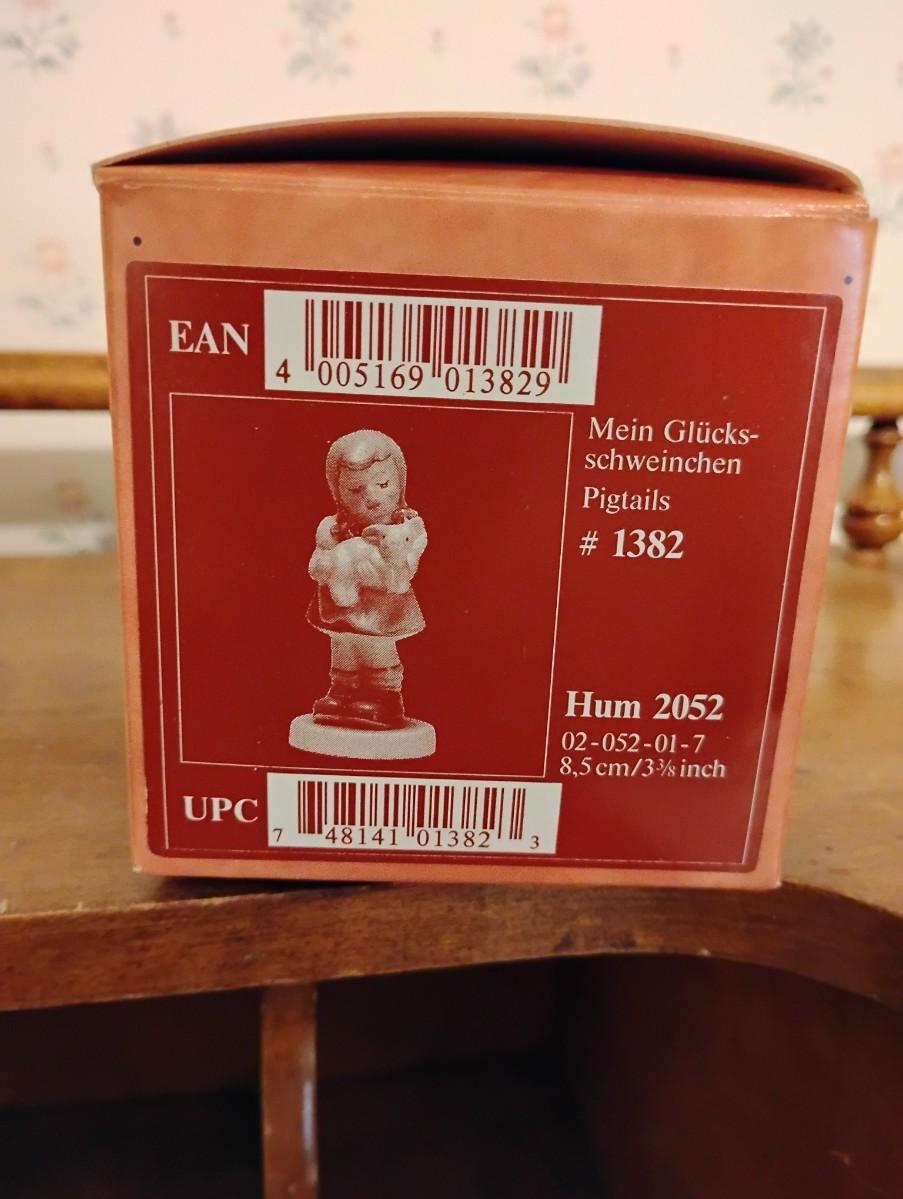 EAN
4 005169 013829
Mein Glücks-
schweinchen
Pigtails
# 1382
Hum 2052
02-052-01-7
8,5 cm/3⅜ inch
UPC
7 48141 01382 3